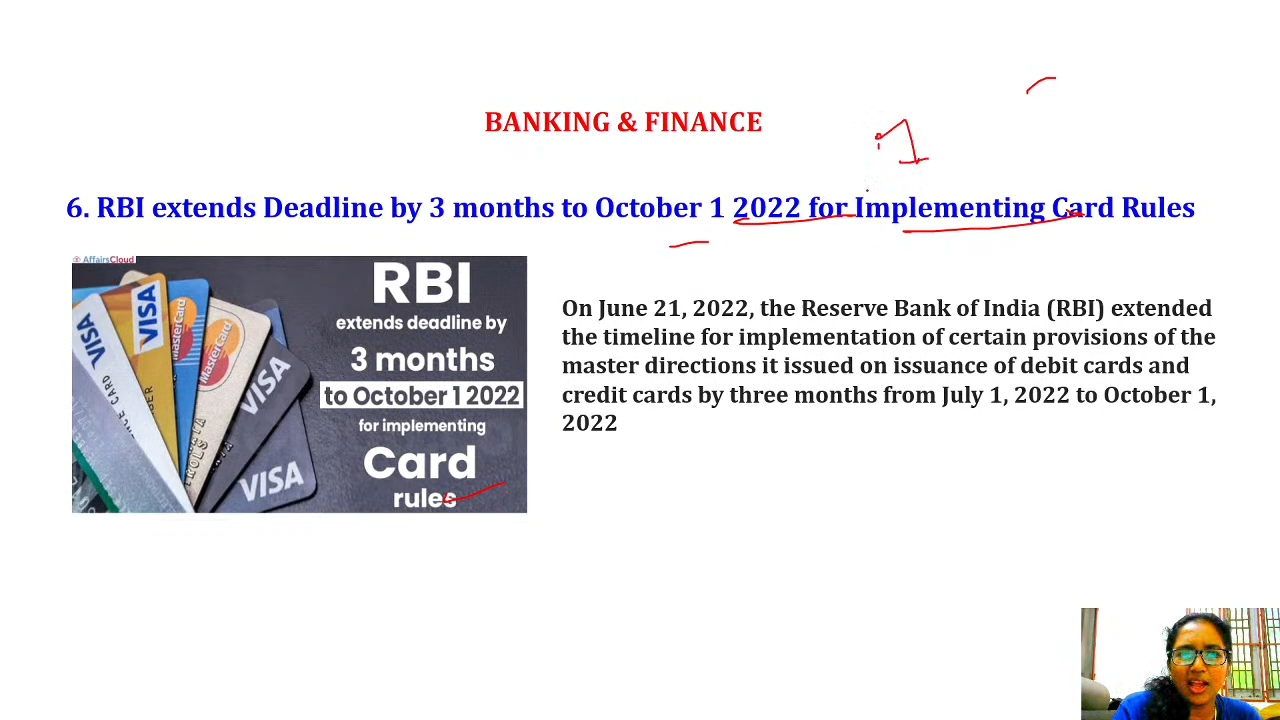 BANKING & FINANCE
6. RBI extends Deadline by 3 months to October 1 2022 for Implementing Card Rules
AffairsCloud
RBI
extends deadline by
3 months
to October 1 2022
for implementing
Card
rules
VISA
VISA
MasterCard
MasterCard
VISA
VISA
On June 21, 2022, the Reserve Bank of India (RBI) extended
the timeline for implementation of certain provisions of the
master directions it issued on issuance of debit cards and
credit cards by three months from July 1, 2022 to October 1,
2022
1